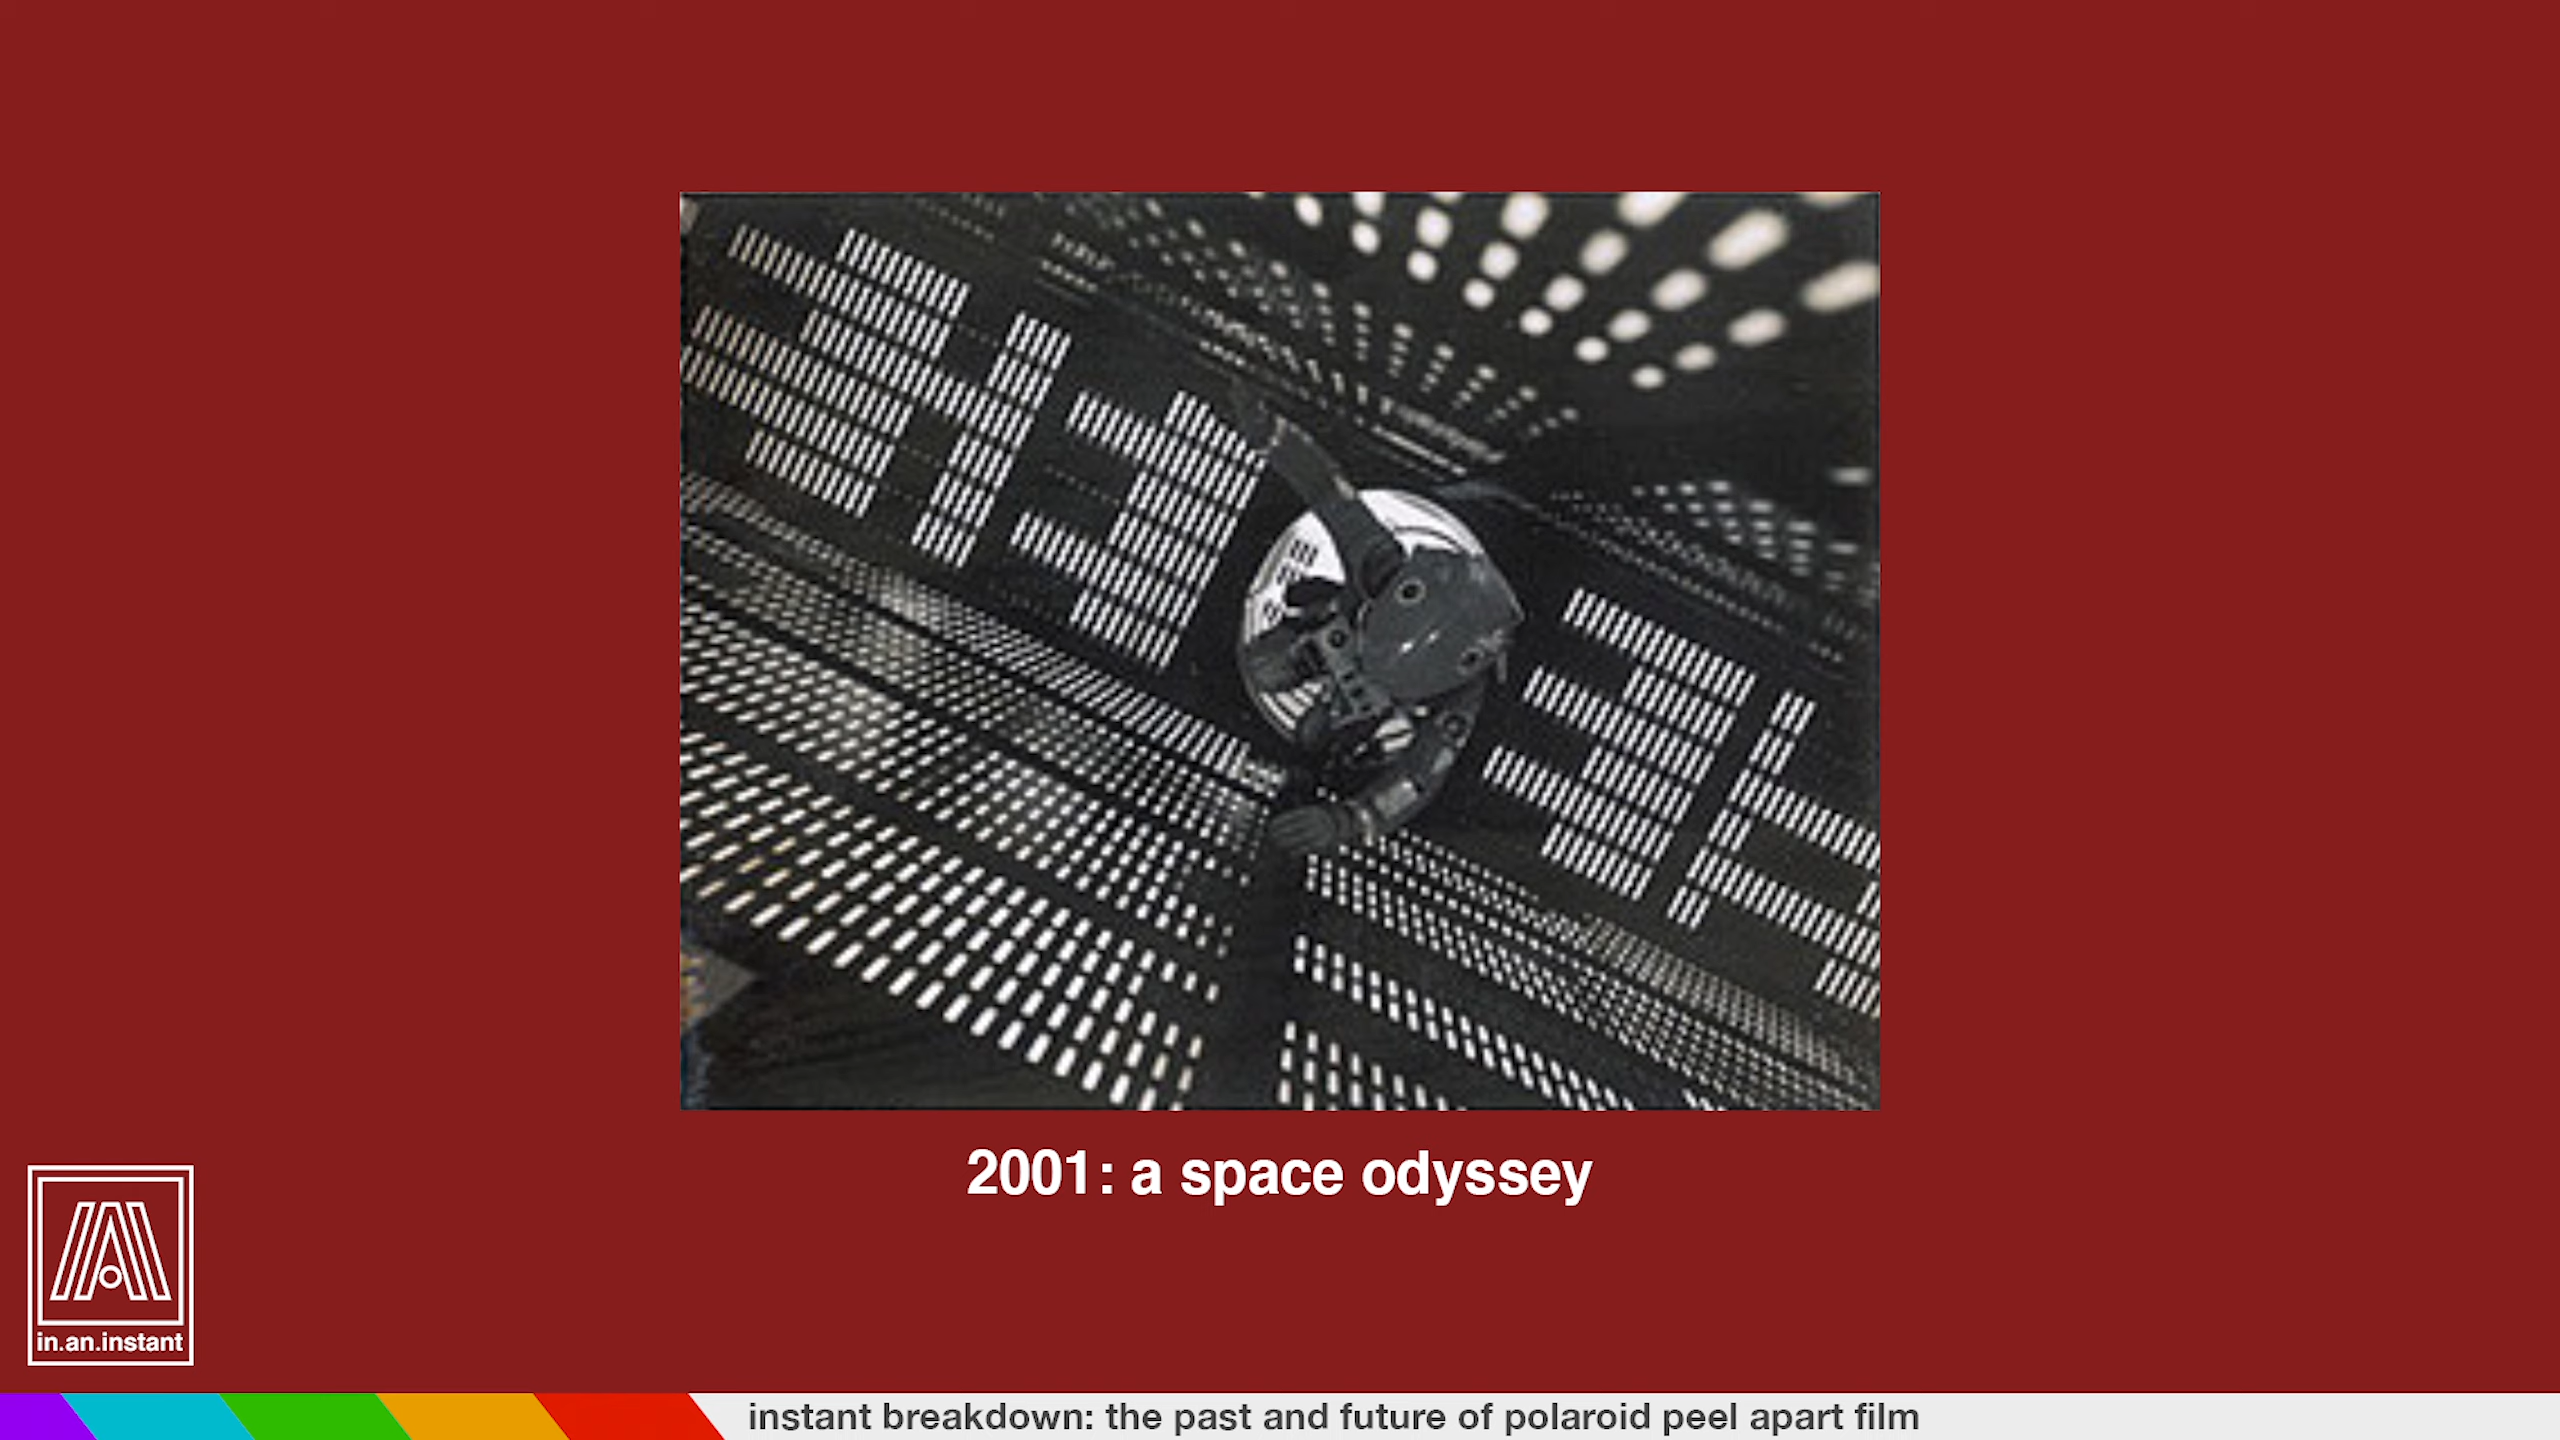 2001: a space odyssey
in.an.instant
instant breakdown: the past and future of polaroid peel apart film